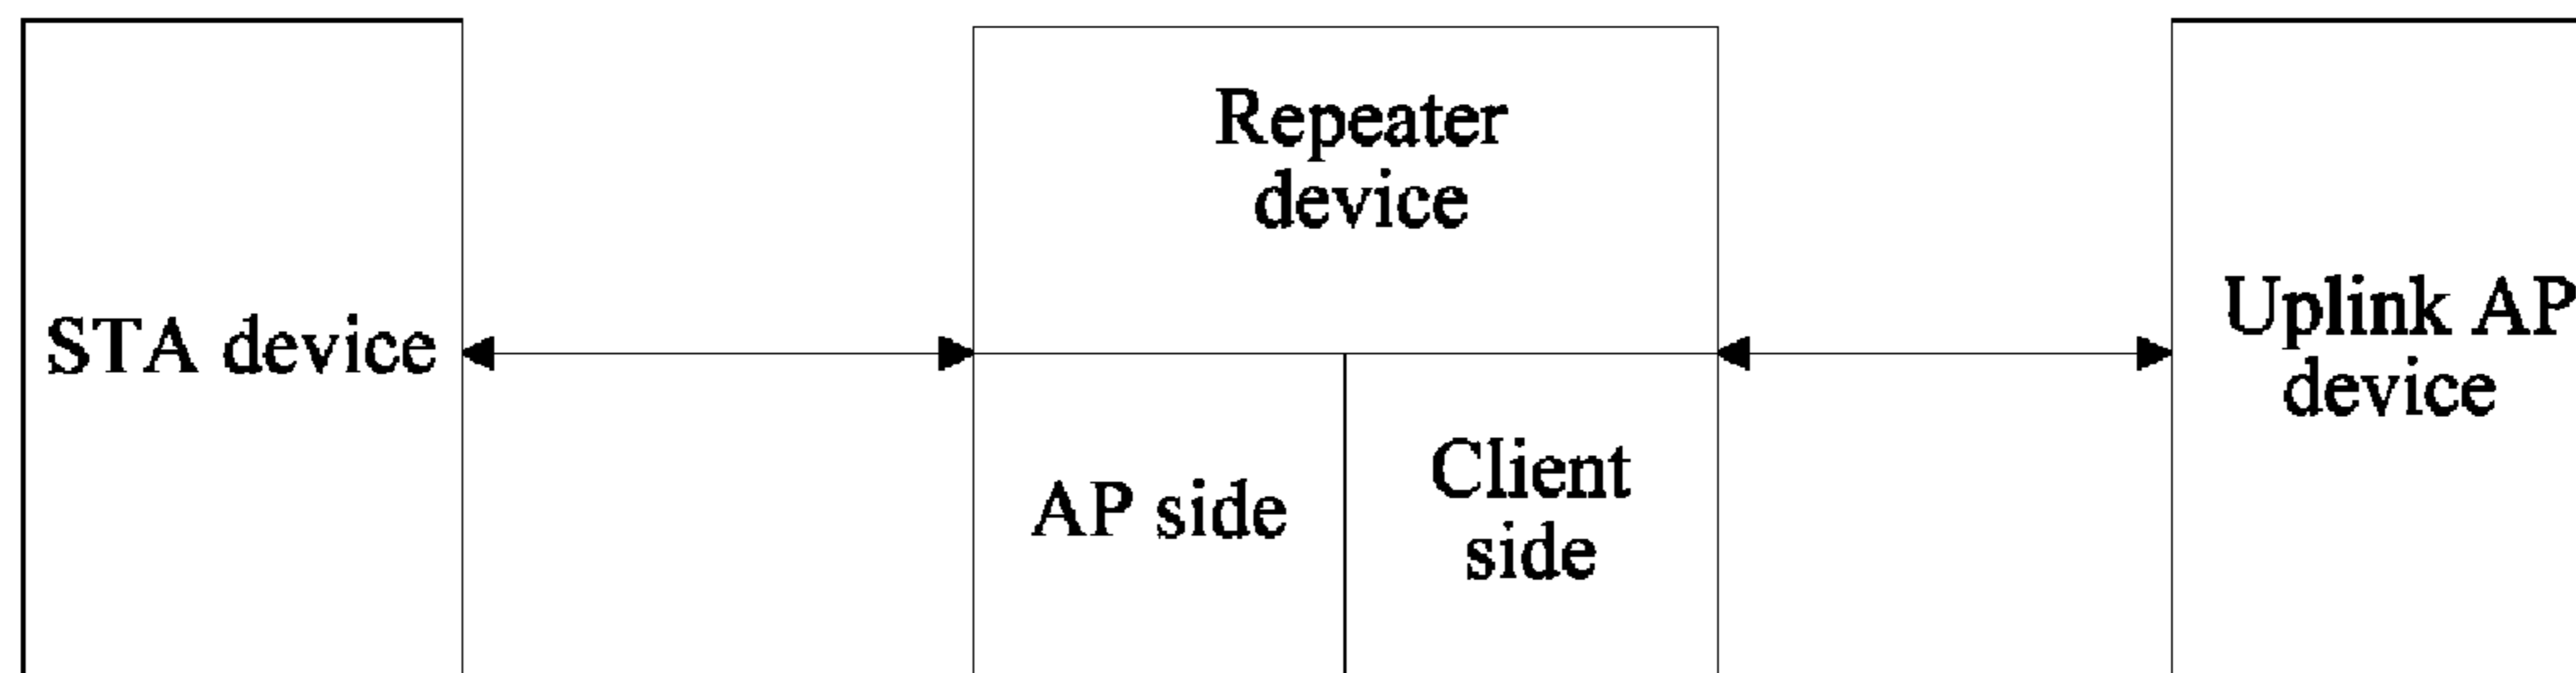 STA device
Repeater
device
AP side
Client
side
Uplink AP
device